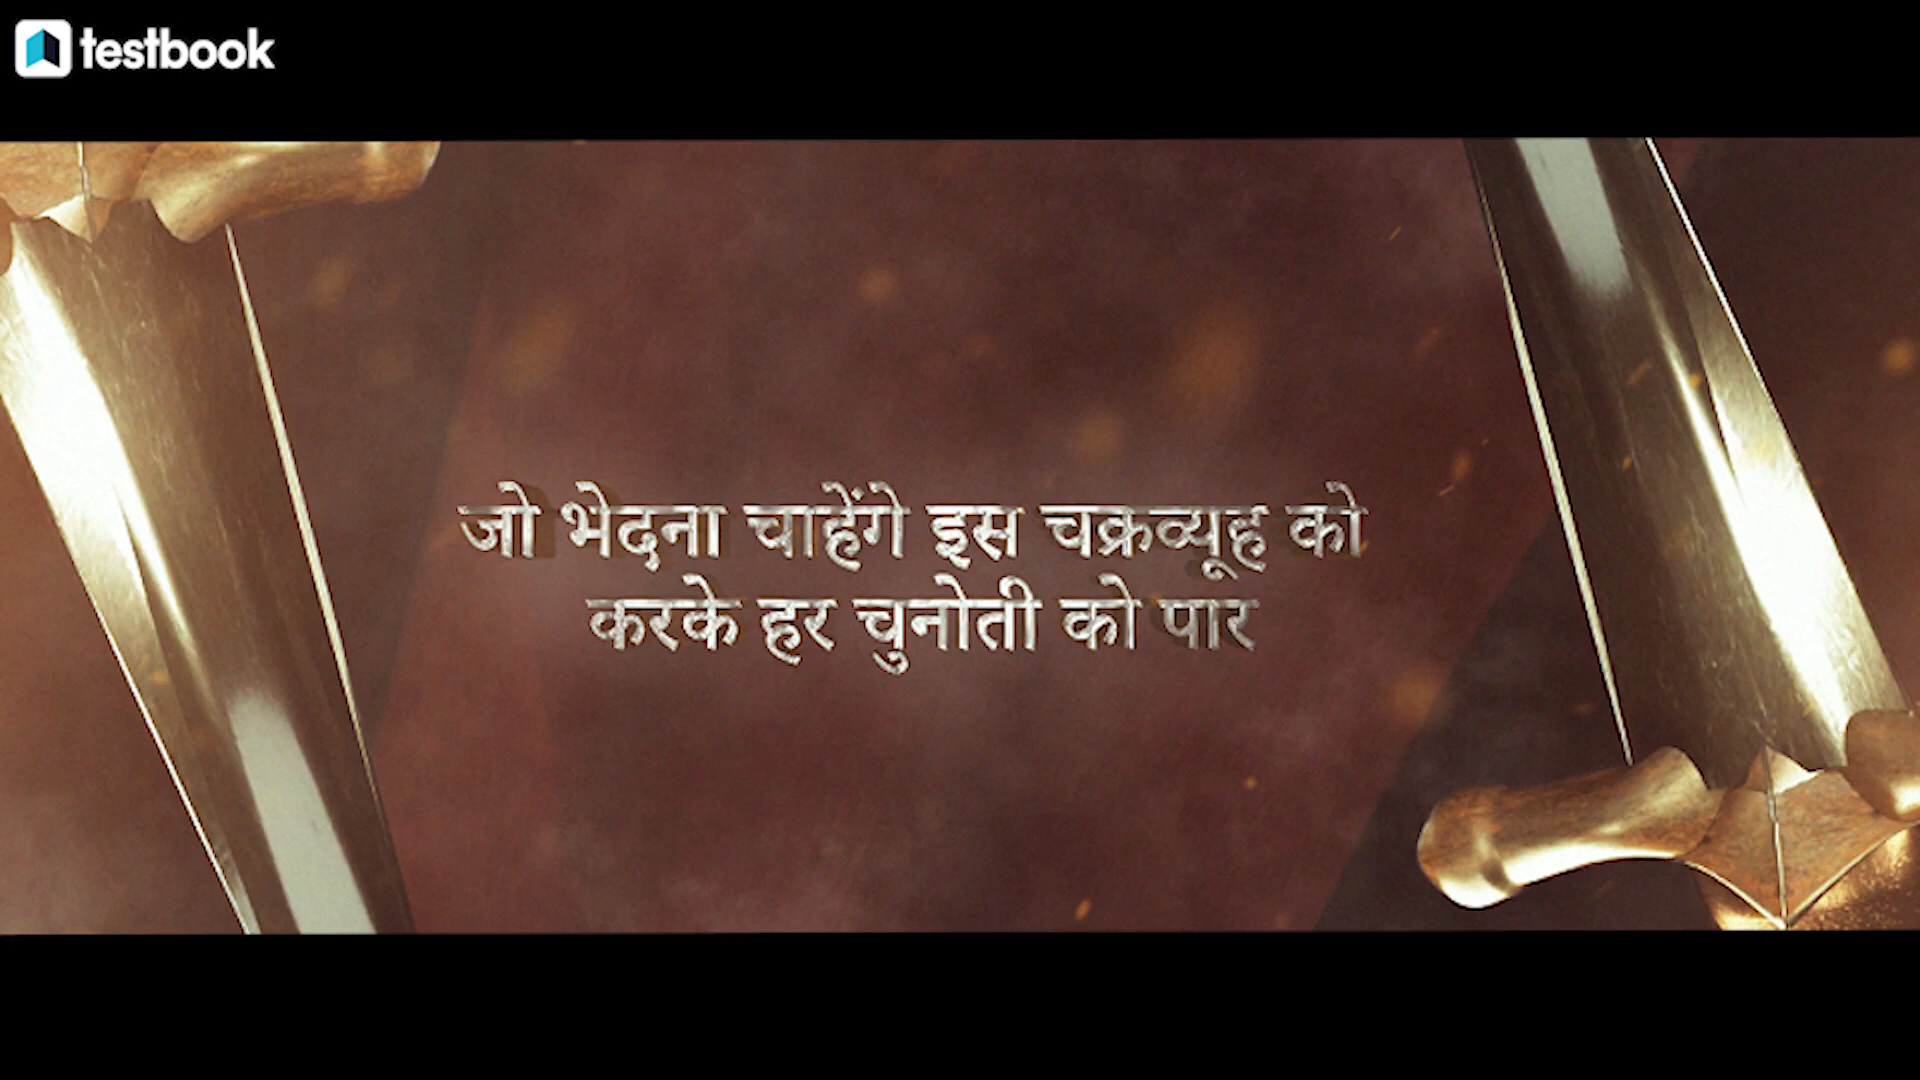 testbook
जो भेदना चाहेंगे इस चक्रव्यूह को
करके हर चुनोती को पार